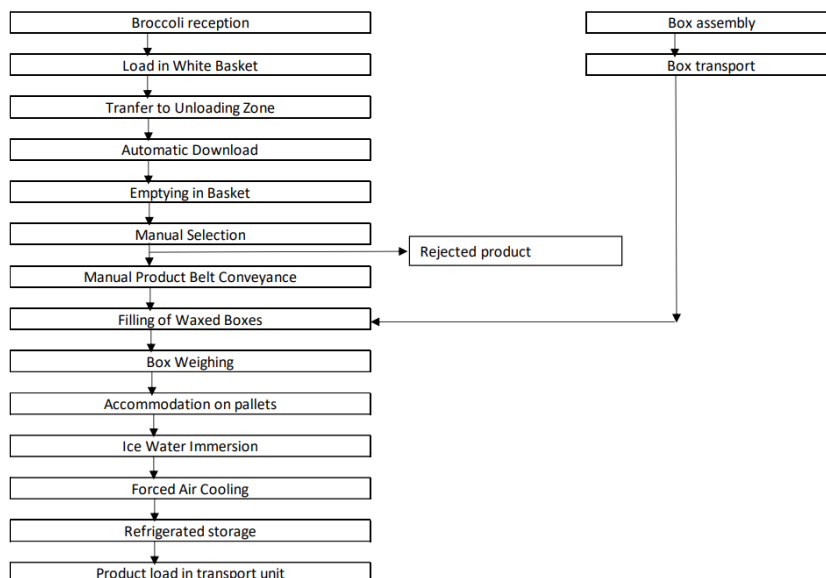 Broccoli reception
Box assembly
Load in White Basket
Box transport
Tranfer to Unloading Zone
Automatic Download
Emptying in Basket
Manual Selection
Rejected product
Manual Product Belt Conveyance
Filling of Waxed Boxes
Box Weighing
Accommodation on pallets
Ice Water Immersion
Forced Air Cooling
Refrigerated storage
Product load in transport unit